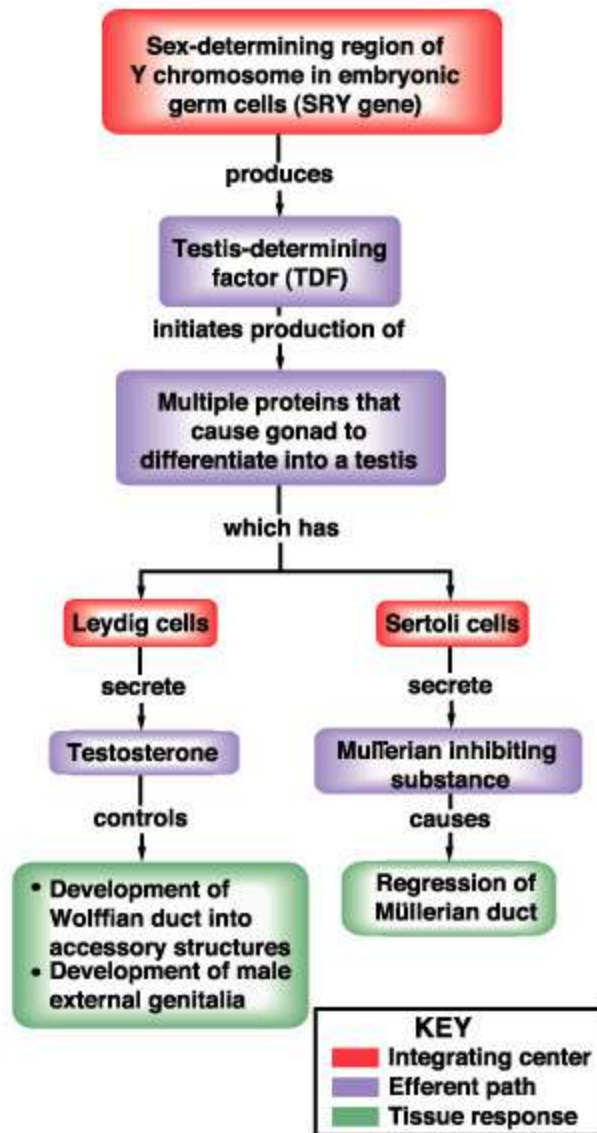 Sex-determining region of
Y chromosome in embryonic
germ cells (SRY gene)
produces
Testis-determining
factor (TDF)
initiates production of
Multiple proteins that
cause gonad to
differentiate into a testis
which has
Leydig cells
secrete
Testosterone
controls
• Development of
Wolffian duct into
accessory structures
• Development of male
external genitalia
Sertoli cells
secrete
Mullerian inhibiting
substance
causes
Regression of
Müllerian duct
KEY
Integrating center
Efferent path
Tissue response